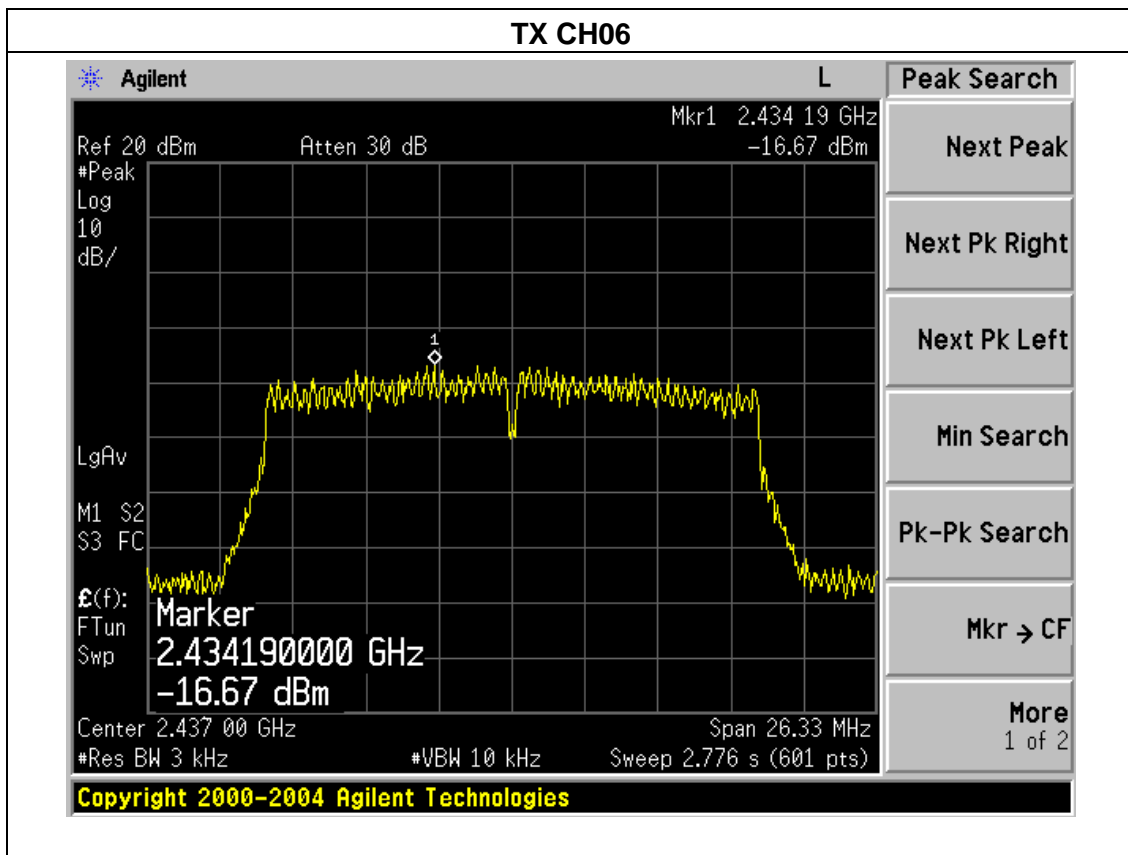 TX CH06
Agilent L Peak Search
Mkr1 2.434 19 GHz
Ref 20 dBm Atten 30 dB -16.67 dBm
#Peak
Log
10
dB/
1
LgAv
M1 S2
S3 FC
£(f):
FTun
Swp
Marker
2.434190000 GHz
-16.67 dBm
Center 2.437 00 GHz Span 26.33 MHz
#Res BW 3 kHz #VBW 10 kHz Sweep 2.776 s (601 pts)
Next Peak
Next Pk Right
Next Pk Left
Min Search
Pk-Pk Search
Mkr → CF
More
1 of 2
Copyright 2000-2004 Agilent Technologies